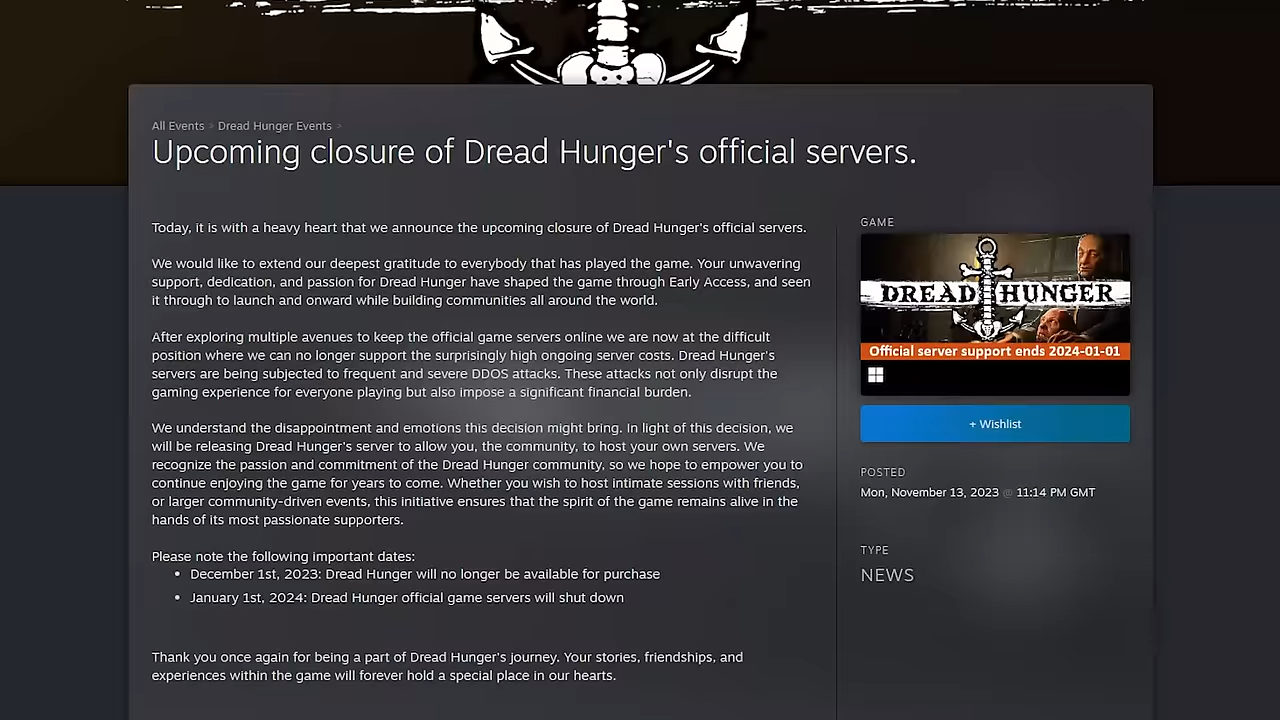 All Events > Dread Hunger Events >
Upcoming closure of Dread Hunger's official servers.
Today, it is with a heavy heart that we announce the upcoming closure of Dread Hunger's official servers.
We would like to extend our deepest gratitude to everybody that has played the game. Your unwavering
support, dedication, and passion for Dread Hunger have shaped the game through Early Access, and seen
it through to launch and onward while building communities all around the world.
After exploring multiple avenues to keep the official game servers online we are now at the difficult
position where we can no longer support the surprisingly high ongoing server costs. Dread Hunger's
servers are being subjected to frequent and severe DDOS attacks. These attacks not only disrupt the
gaming experience for everyone playing but also impose a significant financial burden.
We understand the disappointment and emotions this decision might bring. In light of this decision, we
will be releasing Dread Hunger's server to allow you, the community, to host your own servers. We
recognize the passion and commitment of the Dread Hunger community, so we hope to empower you to
continue enjoying the game for years to come. Whether you wish to host intimate sessions with friends,
or larger community-driven events, this initiative ensures that the spirit of the game remains alive in the
hands of its most passionate supporters.
Please note the following important dates:
• December 1st, 2023: Dread Hunger will no longer be available for purchase
• January 1st, 2024: Dread Hunger official game servers will shut down
Thank you once again for being a part of Dread Hunger's journey. Your stories, friendships, and
experiences within the game will forever hold a special place in our hearts.
GAME
DREAD HUNGER
Official server support ends 2024-01-01
+ Wishlist
POSTED
Mon, November 13, 2023 @ 11:14 PM GMT
TYPE
NEWS